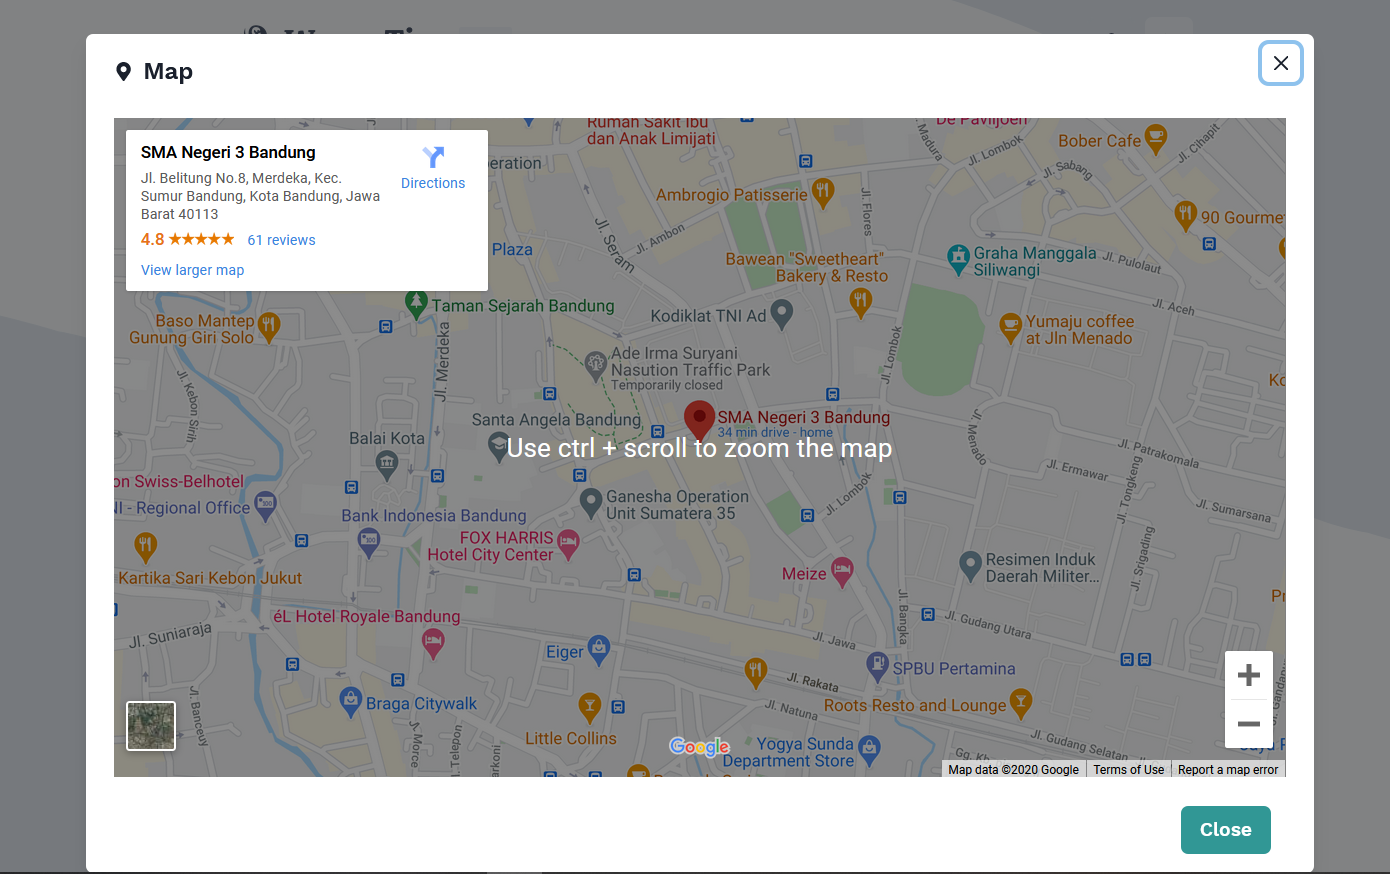 Map
SMA Negeri 3 Bandung
Directions
Jl. Belitung No.8, Merdeka, Kec.
Sumur Bandung, Kota Bandung, Jawa
Barat 40113
4.8
61 reviews
View larger map
Rumah Sakit Ibu
dan Anak Limijati
De Paviljoen
Bober Cafe
Jl. Cihapit
Jl. Madura
Jl. Lombok
Jl. Sabang
Ambrogio Patisserie
Jl. Flores
90 Gourme
Jl. Ambon
Jl. Seram
Plaza
Bawean "Sweetheart"
Bakery & Resto
Graha Manggala
Siliwangi
Jl. Pulolaut
Jl. Aceh
Taman Sejarah Bandung
Kodiklat TNI Ad
Baso Mantep
Gunung Giri Solo
Yumaju coffee
at Jln Menado
Jl. Merdeka
Jl. Lombok
Ade Irma Suryani
Nasution Traffic Park
Temporarily closed
Jl. Kebon Sirih
Santa Angela Bandung
SMA Negeri 3 Bandung
34 min drive - home
Use ctrl + scroll to zoom the map
Balai Kota
Jl. Menado
Jl. Patrakomala
Jl. Ermawar
on Swiss-Belhotel
NI - Regional Office
Jl. Lombok
Jl. Tongkeng
Ganesha Operation
Unit Sumatera 35
Jl. Sumarsana
Bank Indonesia Bandung
FOX HARRIS
Hotel City Center
Jl. Srigading
Kartika Sari Kebon Jukut
Meize
Resimen Induk
Daerah Militer...
éL Hotel Royale Bandung
Jl. Bangka
Jl. Suniaraja
Jl. Jawa
Jl. Gudang Utara
Eiger
SPBU Pertamina
Jl. Rakata
Braga Citywalk
Jl. Banceuy
Jl. Natuna
Roots Resto and Lounge
Little Collins
Google
Yogya Sunda
Department Store
Jl. Gudang Selatan
Map data ©2020 Google
Terms of Use
Report a map error
Close